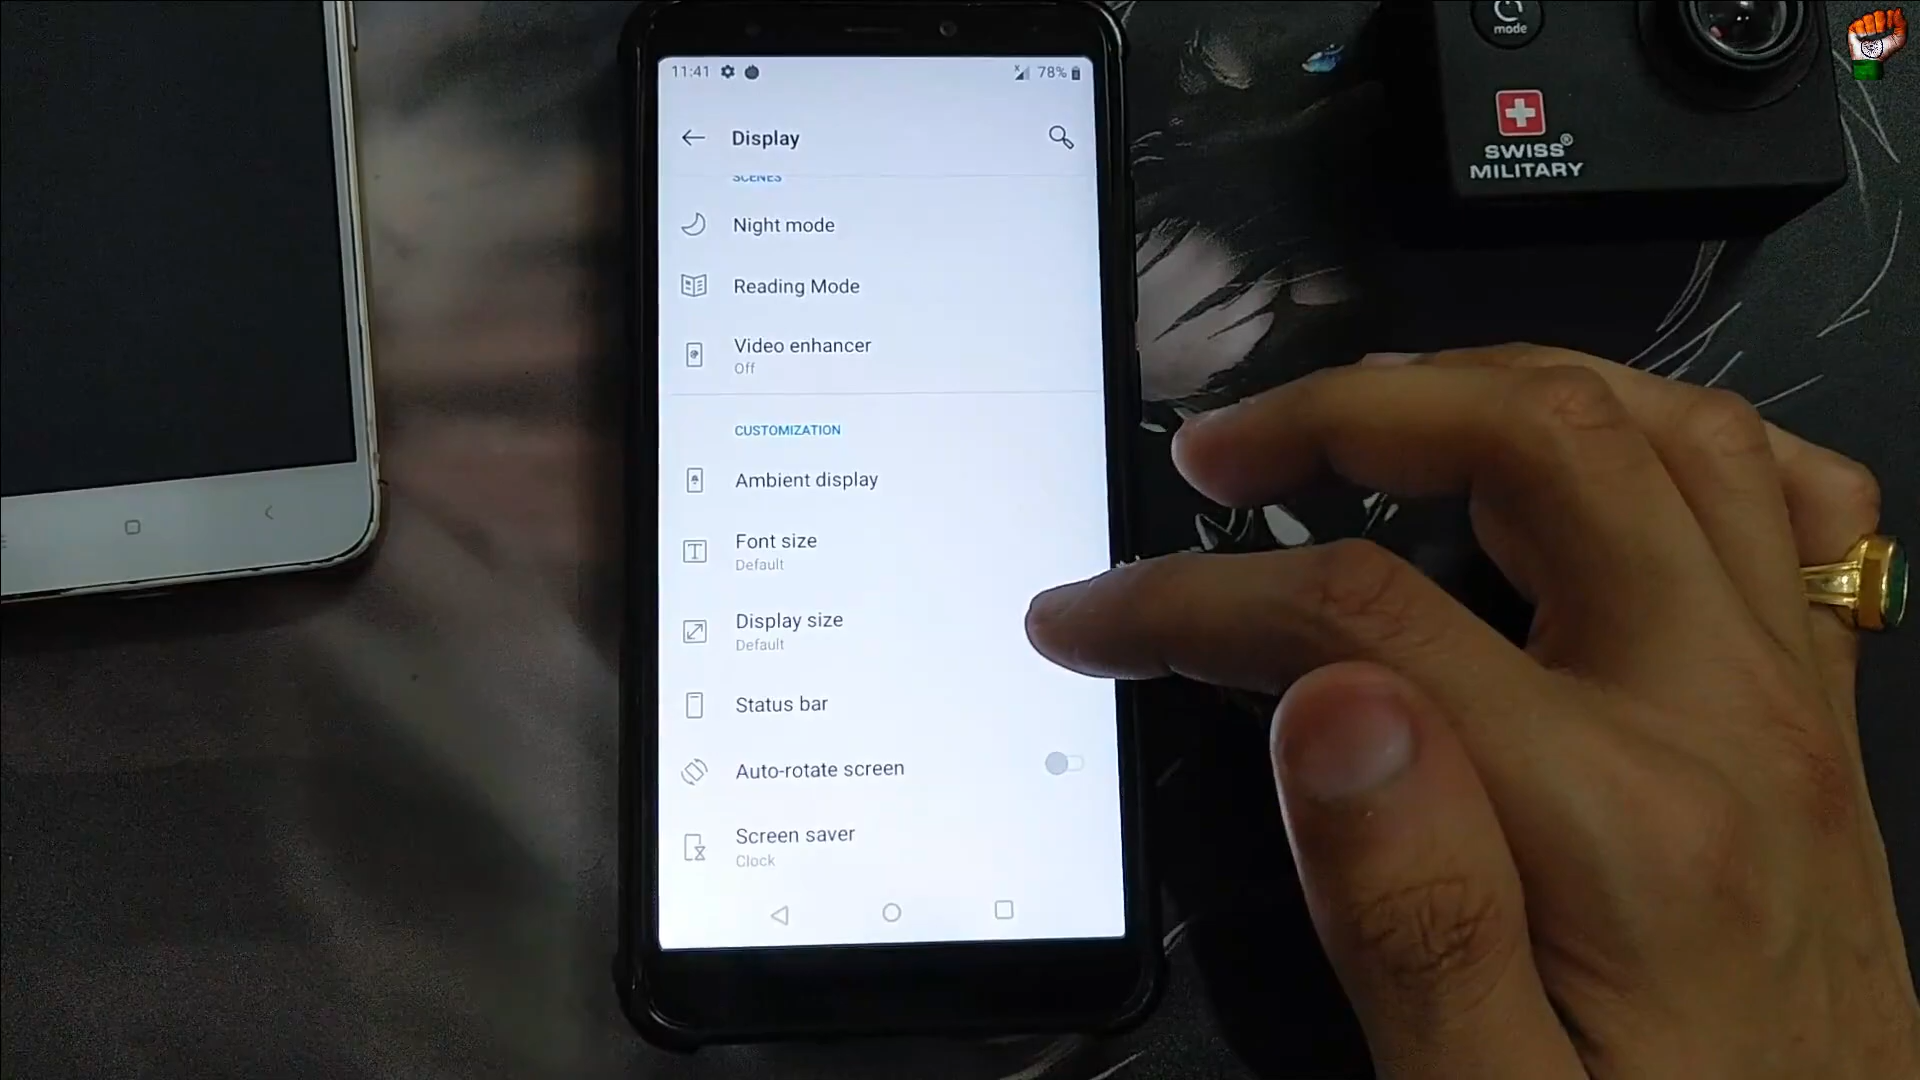 11:41
78%
Display
SCENES
Night mode
Reading Mode
Video enhancer
Off
CUSTOMIZATION
Ambient display
Font size
Default
Display size
Default
Status bar
Auto-rotate screen
Screen saver
Clock
mode
SWISS®
MILITARY